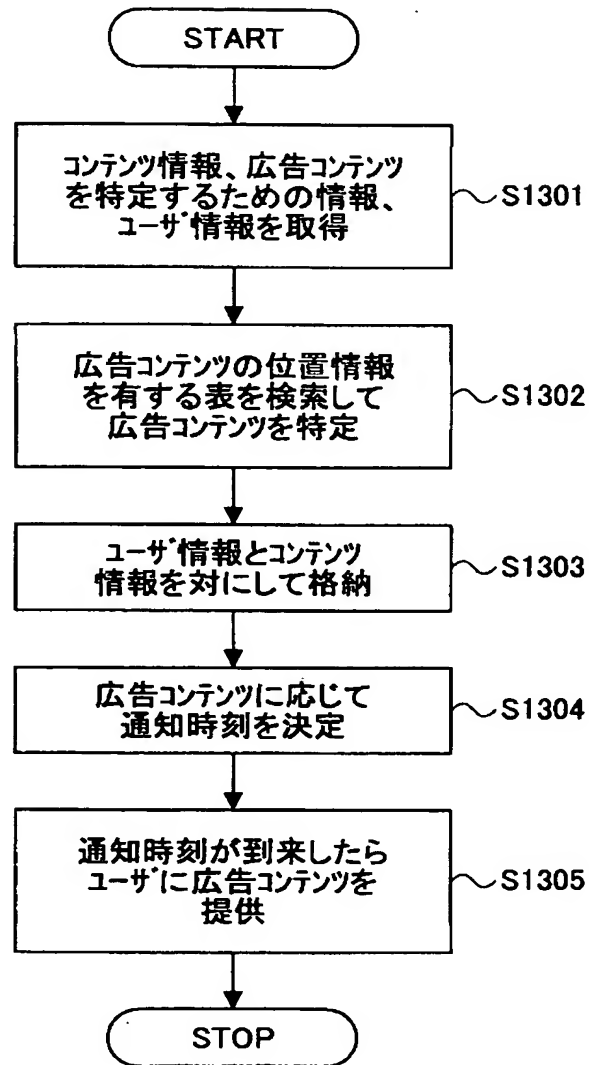 START
コンテンツ情報、広告コンテンツ
を特定するための情報、
ユーザ情報を取得
S1301
広告コンテンツの位置情報
を有する表を検索して
広告コンテンツを特定
S1302
ユーザ情報とコンテンツ
情報を対にして格納
S1303
広告コンテンツに応じて
通知時刻を決定
S1304
通知時刻が到来したら
ユーザに広告コンテンツを
提供
S1305
STOP